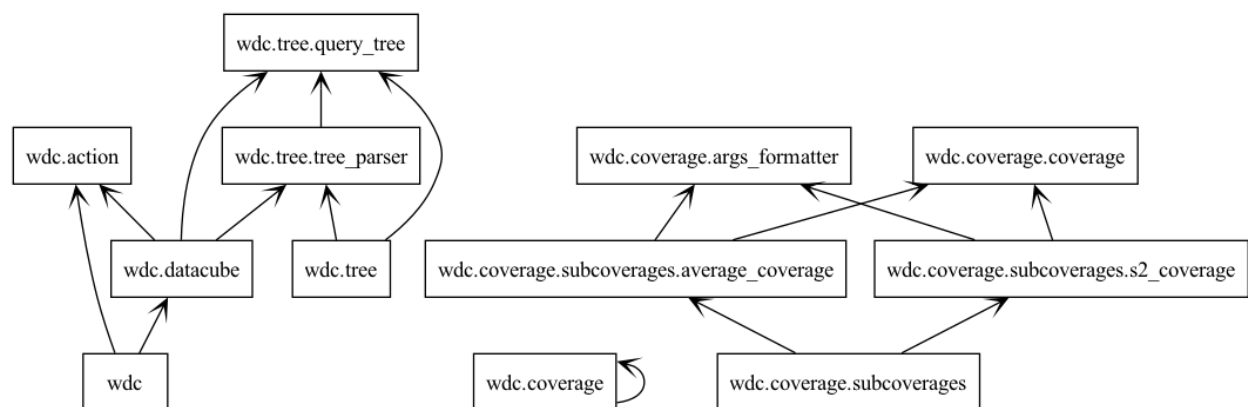 wdc.tree.query_tree
wdc.action
wdc.tree.tree_parser
wdc.coverage.args_formatter
wdc.coverage.coverage
wdc.datacube
wdc.tree
wdc.coverage.subcoverages.average_coverage
wdc.coverage.subcoverages.s2_coverage
wdc
wdc.coverage
wdc.coverage.subcoverages